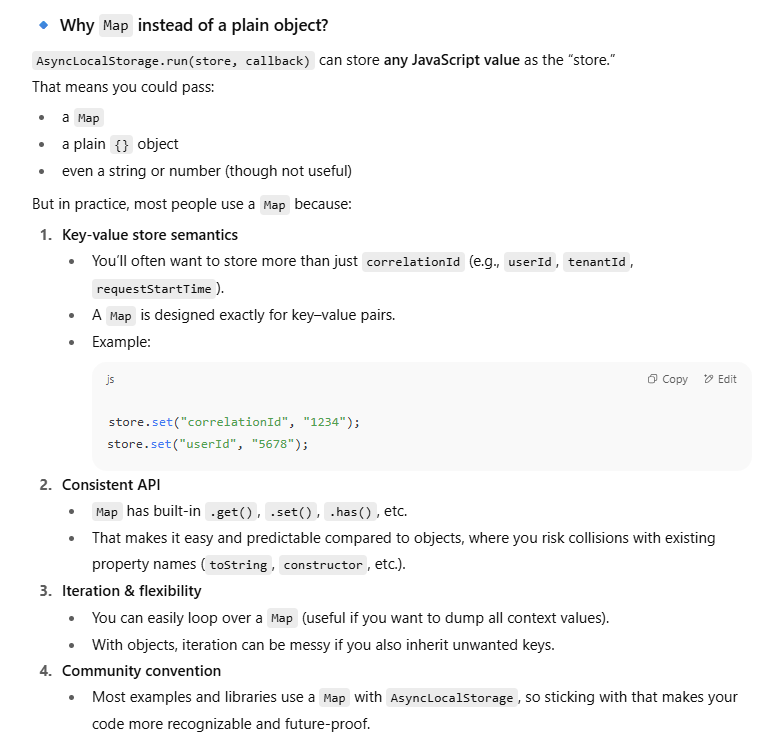 Why Map instead of a plain object?
AsyncLocalStorage.run(store, callback) can store any JavaScript value as the “store.”
That means you could pass:
• a Map
• a plain {} object
• even a string or number (though not useful)
But in practice, most people use a Map because:
1. Key-value store semantics
• You’ll often want to store more than just correlationId (e.g., userId, tenantId,
requestStartTime).
• A Map is designed exactly for key–value pairs.
• Example:
js Copy Edit
store.set("correlationId", "1234");
store.set("userId", "5678");
2. Consistent API
• Map has built-in .get(), .set(), .has(), etc.
• That makes it easy and predictable compared to objects, where you risk collisions with existing
property names (toString, constructor, etc.).
3. Iteration & flexibility
• You can easily loop over a Map (useful if you want to dump all context values).
• With objects, iteration can be messy if you also inherit unwanted keys.
4. Community convention
• Most examples and libraries use a Map with AsyncLocalStorage, so sticking with that makes your
code more recognizable and future-proof.